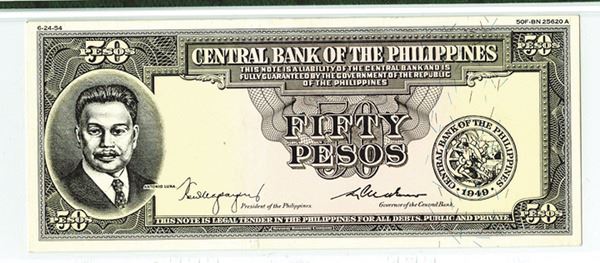 6-24-54
50F-BN 25620 A
50
PESOS
CENTRAL BANK OF THE PHILIPPINES
50
PESOS
THIS NOTE IS A LIABILITY OF THE CENTRAL BANK AND IS
FULLY GUARANTEED BY THE GOVERNMENT OF THE REPUBLIC
OF THE PHILIPPINES
50
FIFTY
PESOS
CENTRAL BANK OF THE PHILIPPINES
1949
ANTONIO LUNA
President of the Philippines
Governor of the Central Bank
50
PESOS
THIS NOTE IS LEGAL TENDER IN THE PHILIPPINES FOR ALL DEBTS, PUBLIC AND PRIVATE.
50
PESOS